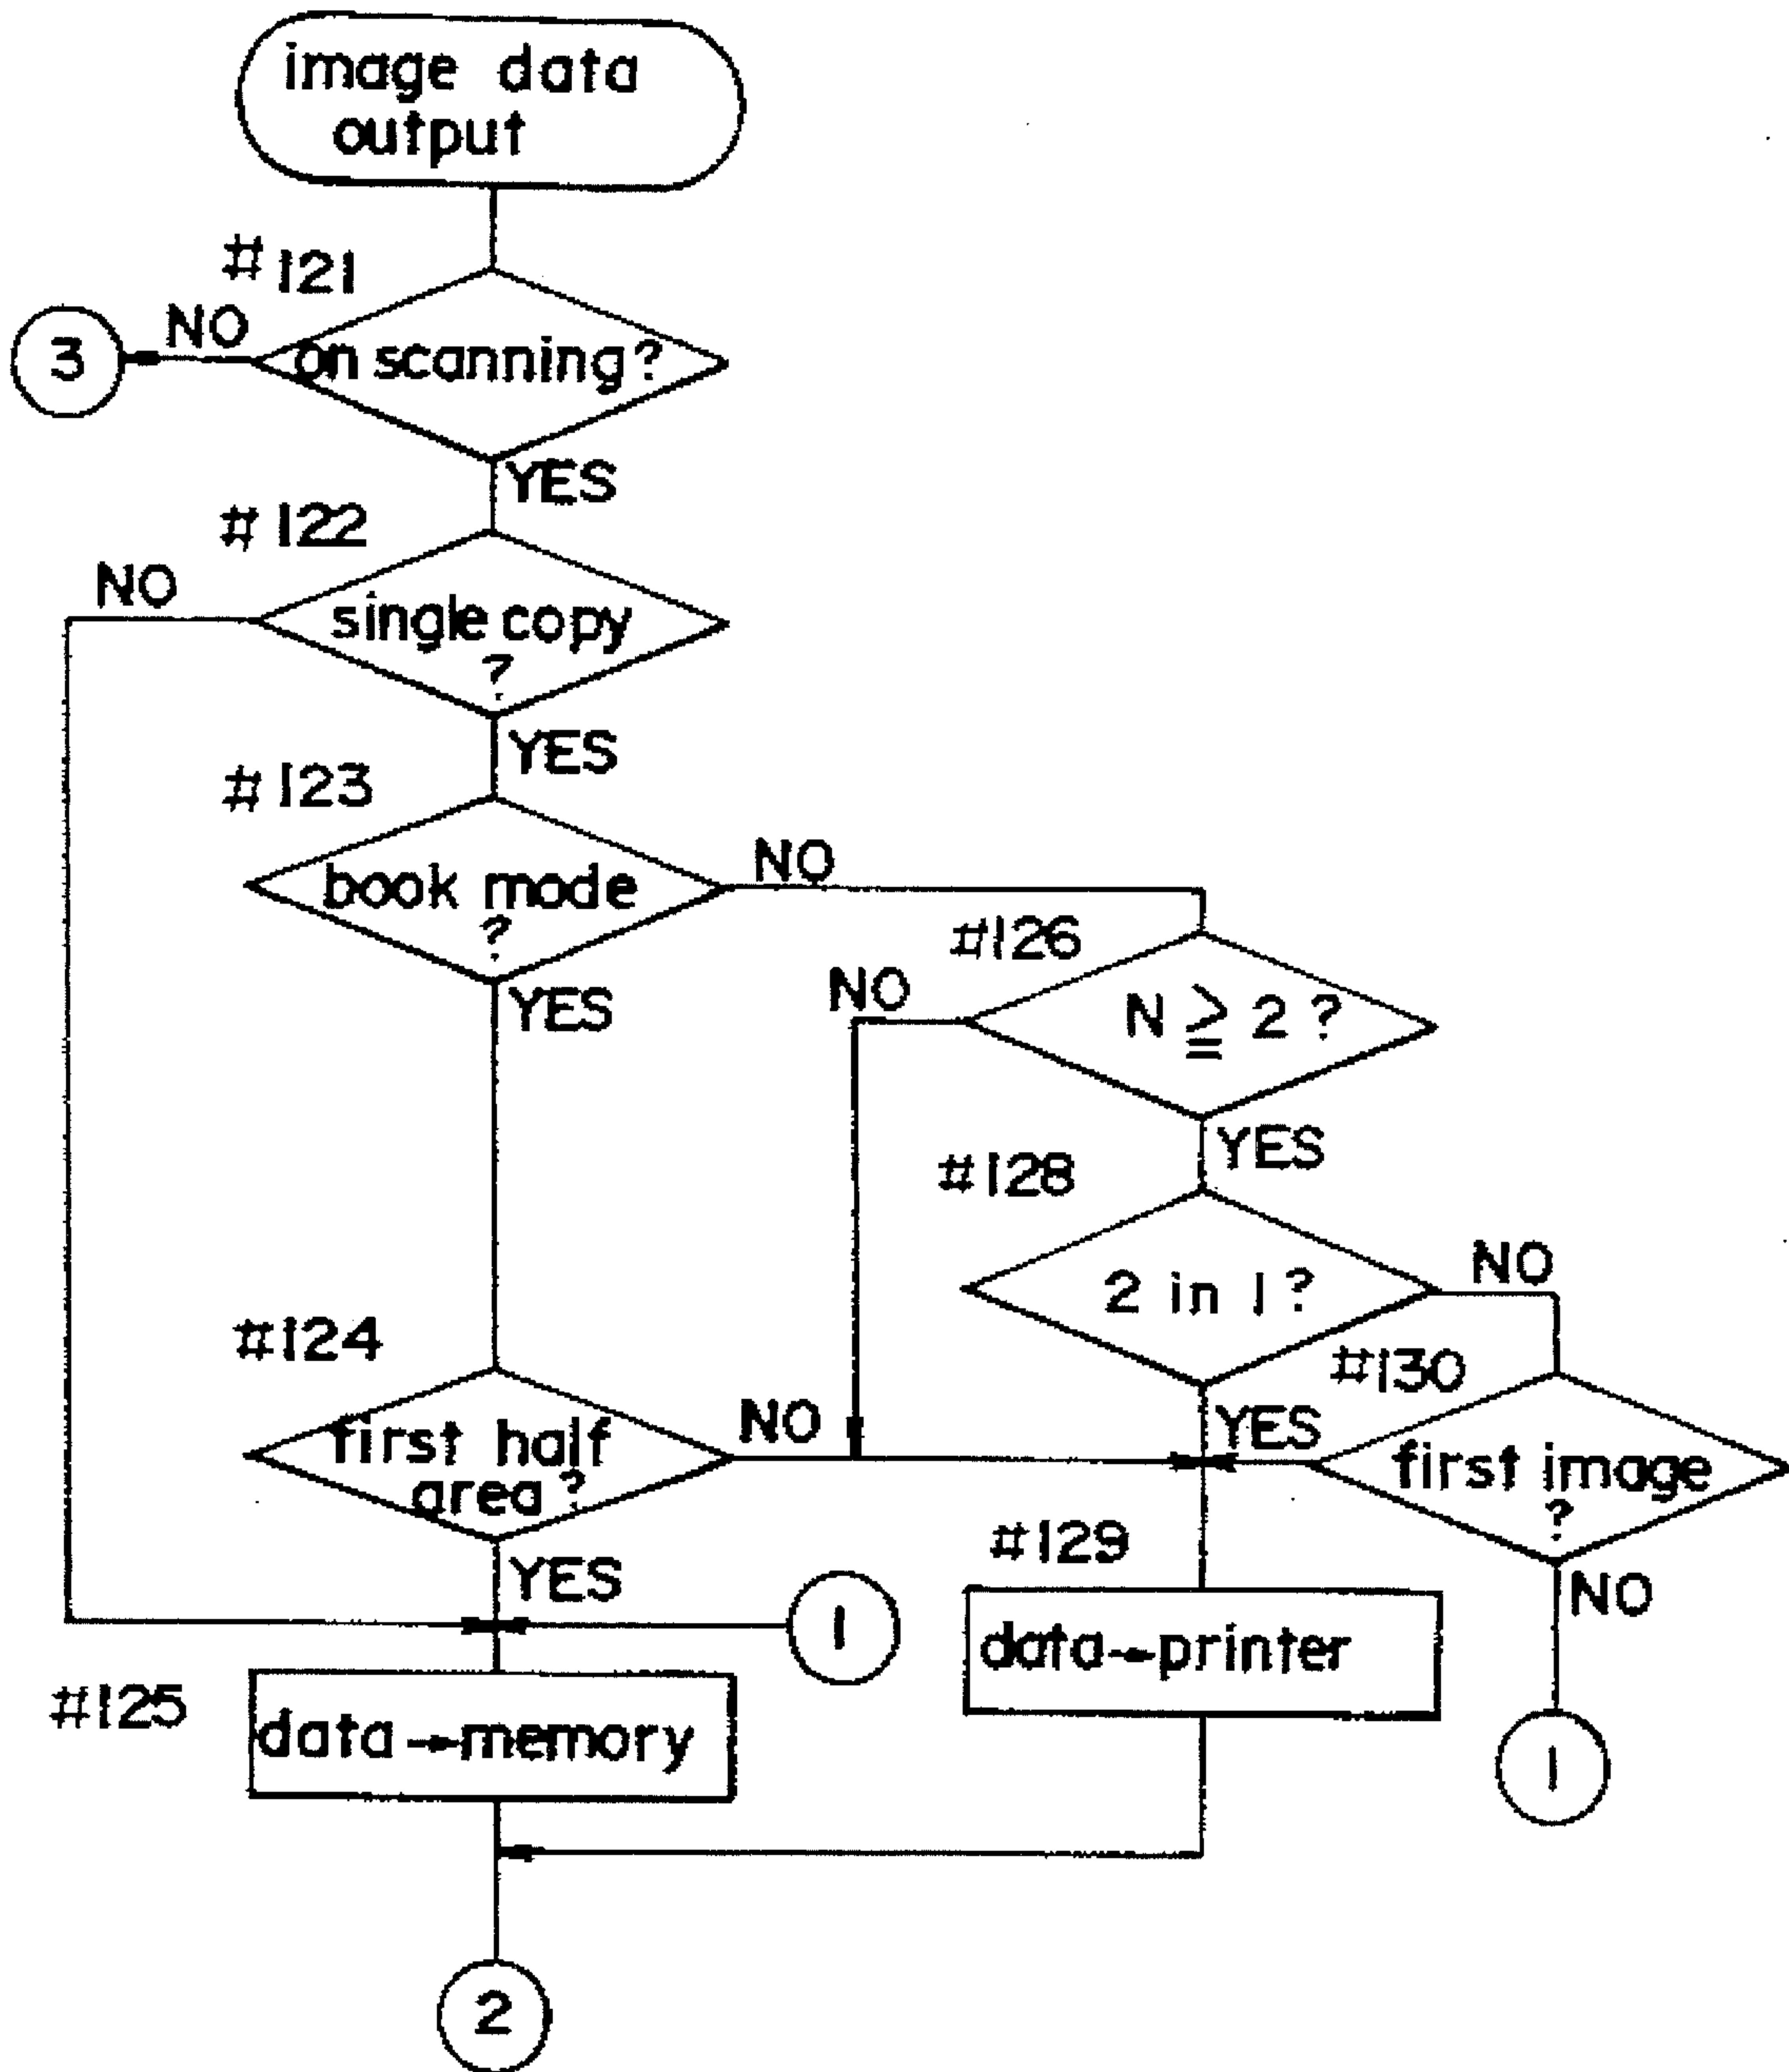 image data
output
#121
NO
3
on scanning?
YES
#122
NO
single copy
?
YES
#123
NO
book mode
?
YES
#126
NO
N ≧ 2 ?
YES
#128
2 in 1 ?
NO
#124
#130
first half
area ?
NO
YES
first image
?
YES
#129
NO
1
data→printer
#125
data→memory
1
2